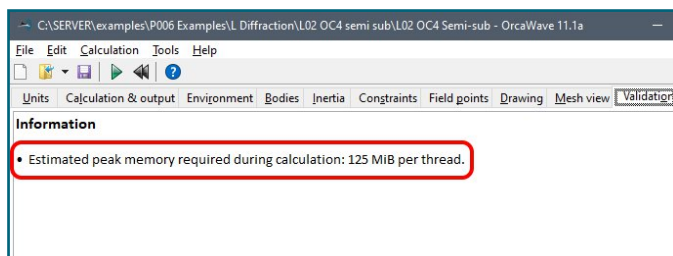 C:\SERVER\examples\P006 Examples\L Diffraction\L02 OC4 semi sub\L02 OC4 Semi-sub - OrcaWave 11.1a
File Edit Calculation Tools Help
Units Calculation & output Environment Bodies Inertia Constraints Field points Drawing Mesh view Validation
Information
• Estimated peak memory required during calculation: 125 MiB per thread.